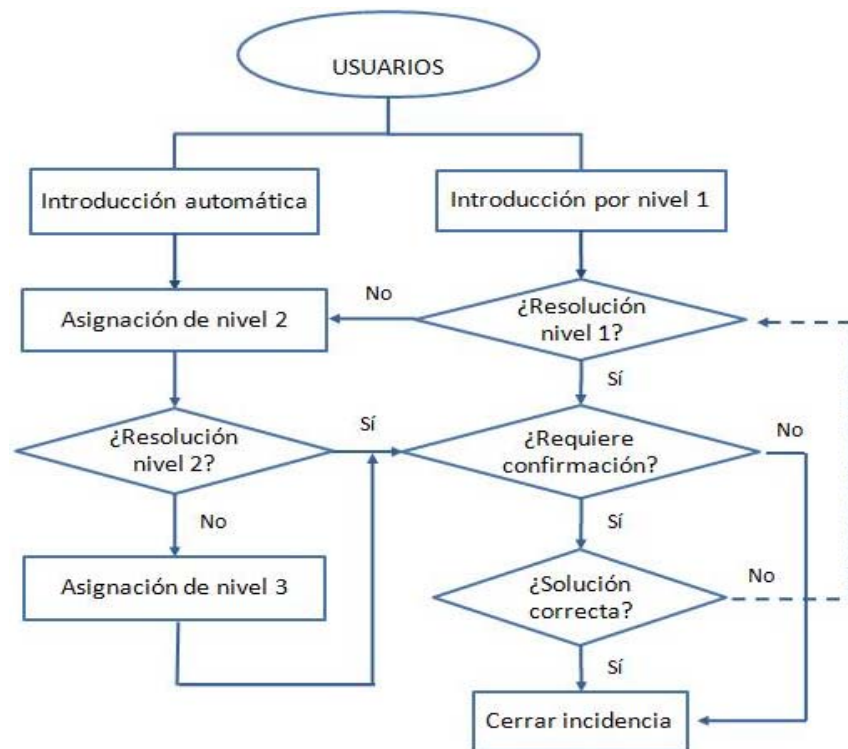 USUARIOS
Introducción automática
Introducción por nivel 1
No
Asignación de nivel 2
¿Resolución
nivel 1?
Sí
¿Resolución
nivel 2?
Sí
¿Requiere
confirmación?
No
No
Sí
Asignación de nivel 3
¿Solución
correcta?
No
Sí
Cerrar incidencia